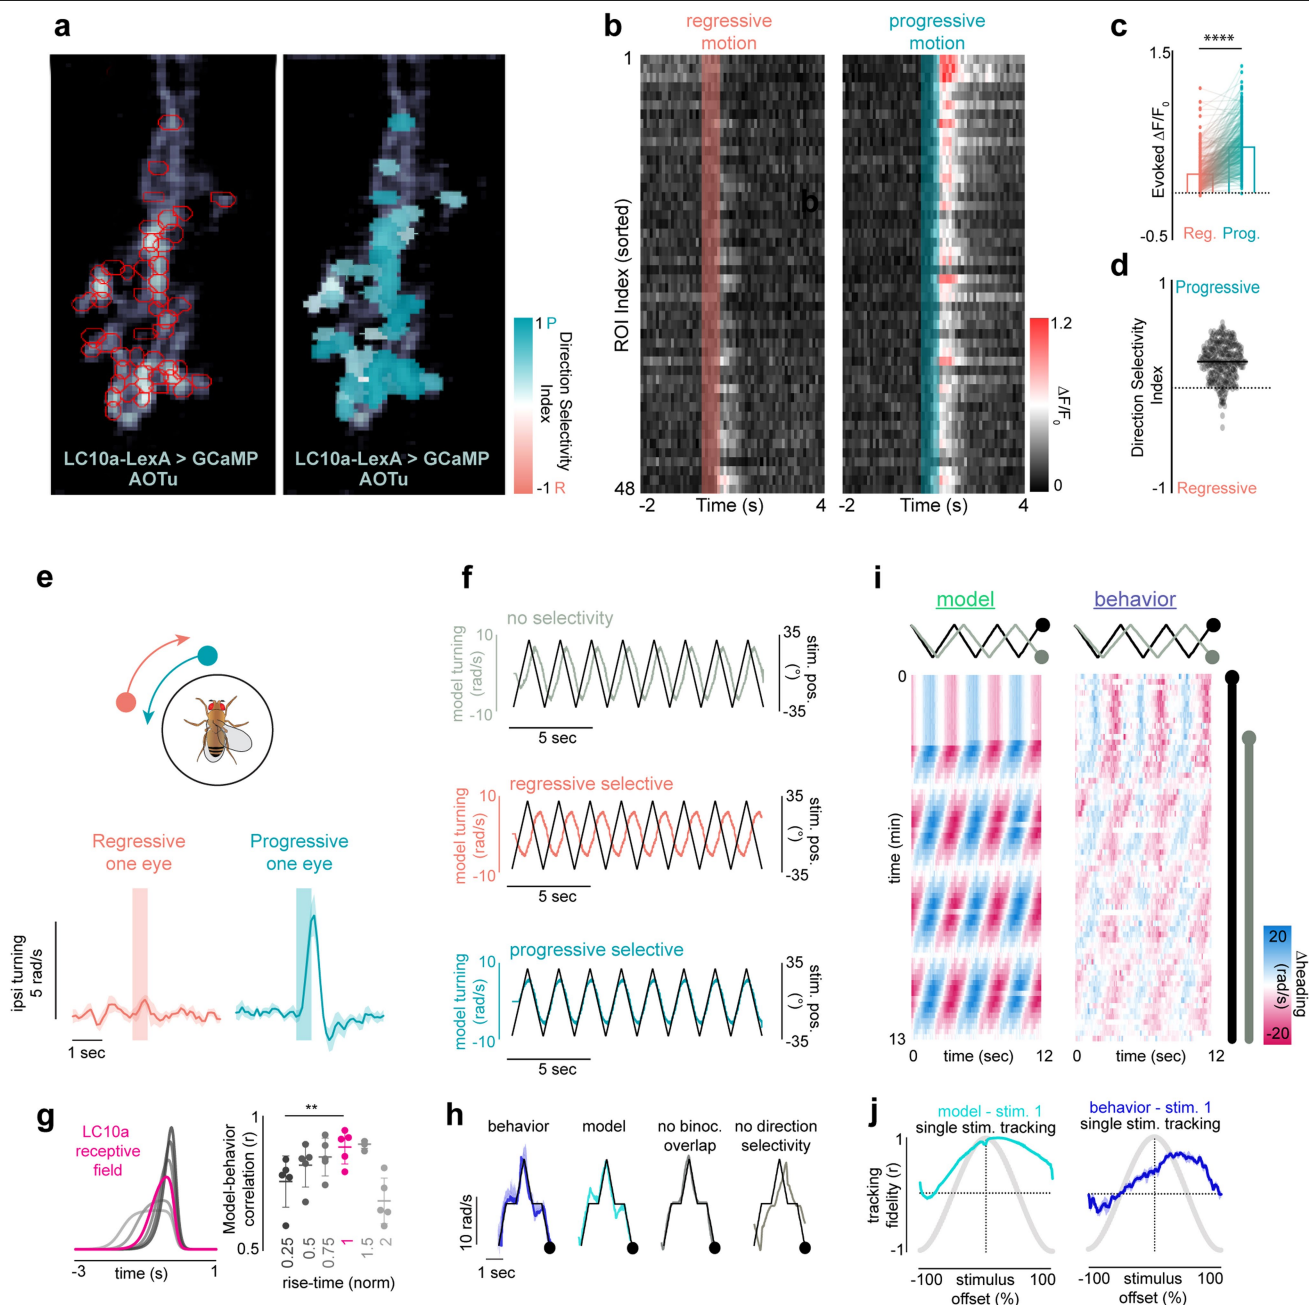 a
LC10a-LexA > GCaMP
AOTu
LC10a-LexA > GCaMP
AOTu
1 P
Direction Selectivity
Index
-1 R
b
regressive
motion
progressive
motion
1
ROI Index (sorted)
48
b
-2
Time (s)
4
-2
Time (s)
4
1.2
ΔF/F0
0
c
****
1.5
Evoked ΔF/F0
-0.5
Reg.
Prog.
d
1
Progressive
Direction Selectivity
Index
-1
Regressive
e
Regressive
one eye
Progressive
one eye
ipsi turning
5 rad/s
1 sec
f
no selectivity
10
model turning
(rad/s)
-10
35
stim. pos.
(°)
-35
5 sec
regressive selective
10
model turning
(rad/s)
-10
35
stim. pos.
(°)
-35
5 sec
progressive selective
10
model turning
(rad/s)
-10
35
stim. pos.
(°)
-35
5 sec
i
model
behavior
0
time (min)
13
0
time (sec)
12
0
time (sec)
12
20
(rad/s)
-20
Δheading
g
LC10a
receptive
field
-3
time (s)
1
1
Model-behavior
correlation (r)
0.5
**
0.25
0.5
0.75
1
1.5
2
rise-time (norm)
h
behavior
model
no binoc.
overlap
no direction
selectivity
10 rad/s
1 sec
j
model - stim. 1
single stim. tracking
behavior - stim. 1
single stim. tracking
1
tracking
fidelity (r)
-1
-100
stimulus
offset (%)
100
-100
stimulus
offset (%)
100